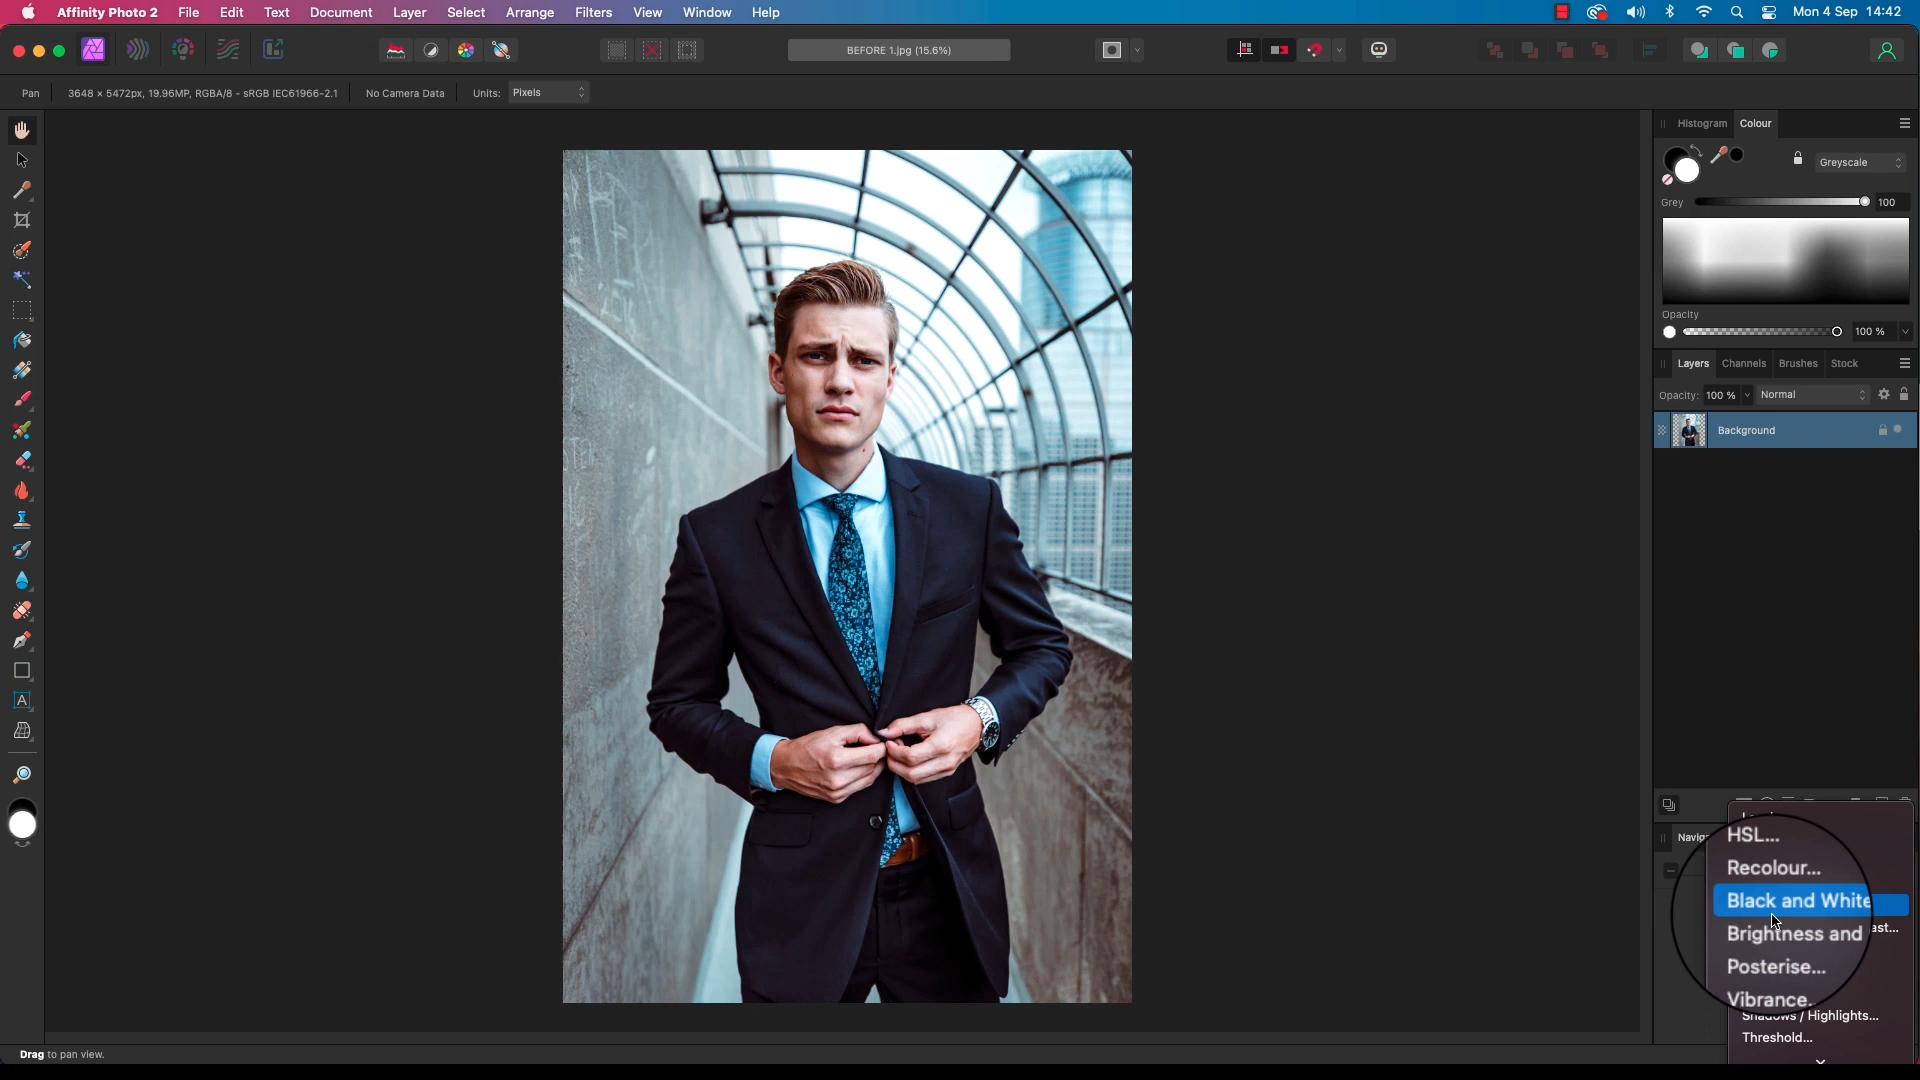 Affinity Photo 2 File Edit Text Document Layer Select Arrange Filters View Window Help Mon 4 Sep 14:42
BEFORE 1.jpg (15.6%)
Pan 3648 × 5472px, 19.96MP, RGBA/8 - sRGB IEC61966-2.1 No Camera Data Units: Pixels
Histogram Colour
Greyscale
Grey 100
Opacity
100 %
Layers Channels Brushes Stock
Opacity: 100 % Normal
Background
A
HSL...
Recolour...
Black and White
ast...
Brightness and
Posterise...
Vibrance.
Shadows / Highlights...
Threshold...
Drag to pan view.